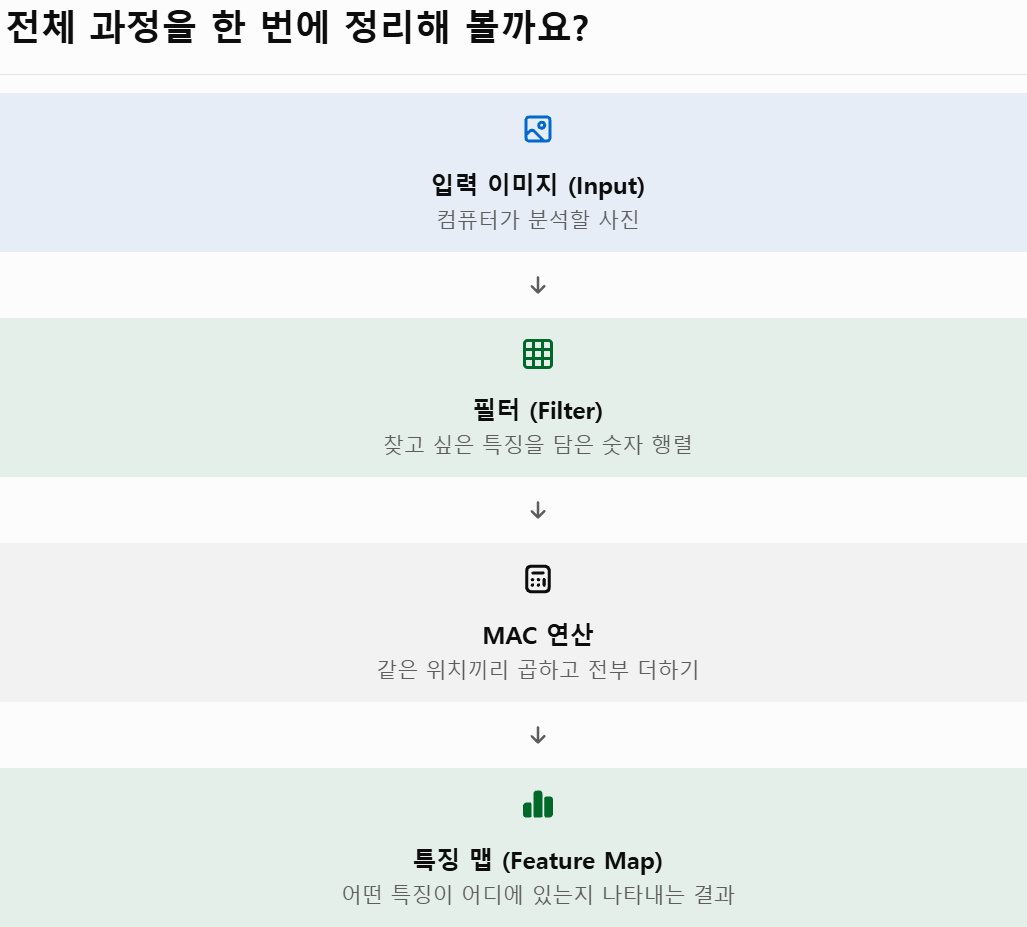 전체 과정을 한 번에 정리해 볼까요?
입력 이미지 (Input)
컴퓨터가 분석할 사진
필터 (Filter)
찾고 싶은 특징을 담은 숫자 행렬
MAC 연산
같은 위치끼리 곱하고 전부 더하기
특징 맵 (Feature Map)
어떤 특징이 어디에 있는지 나타내는 결과